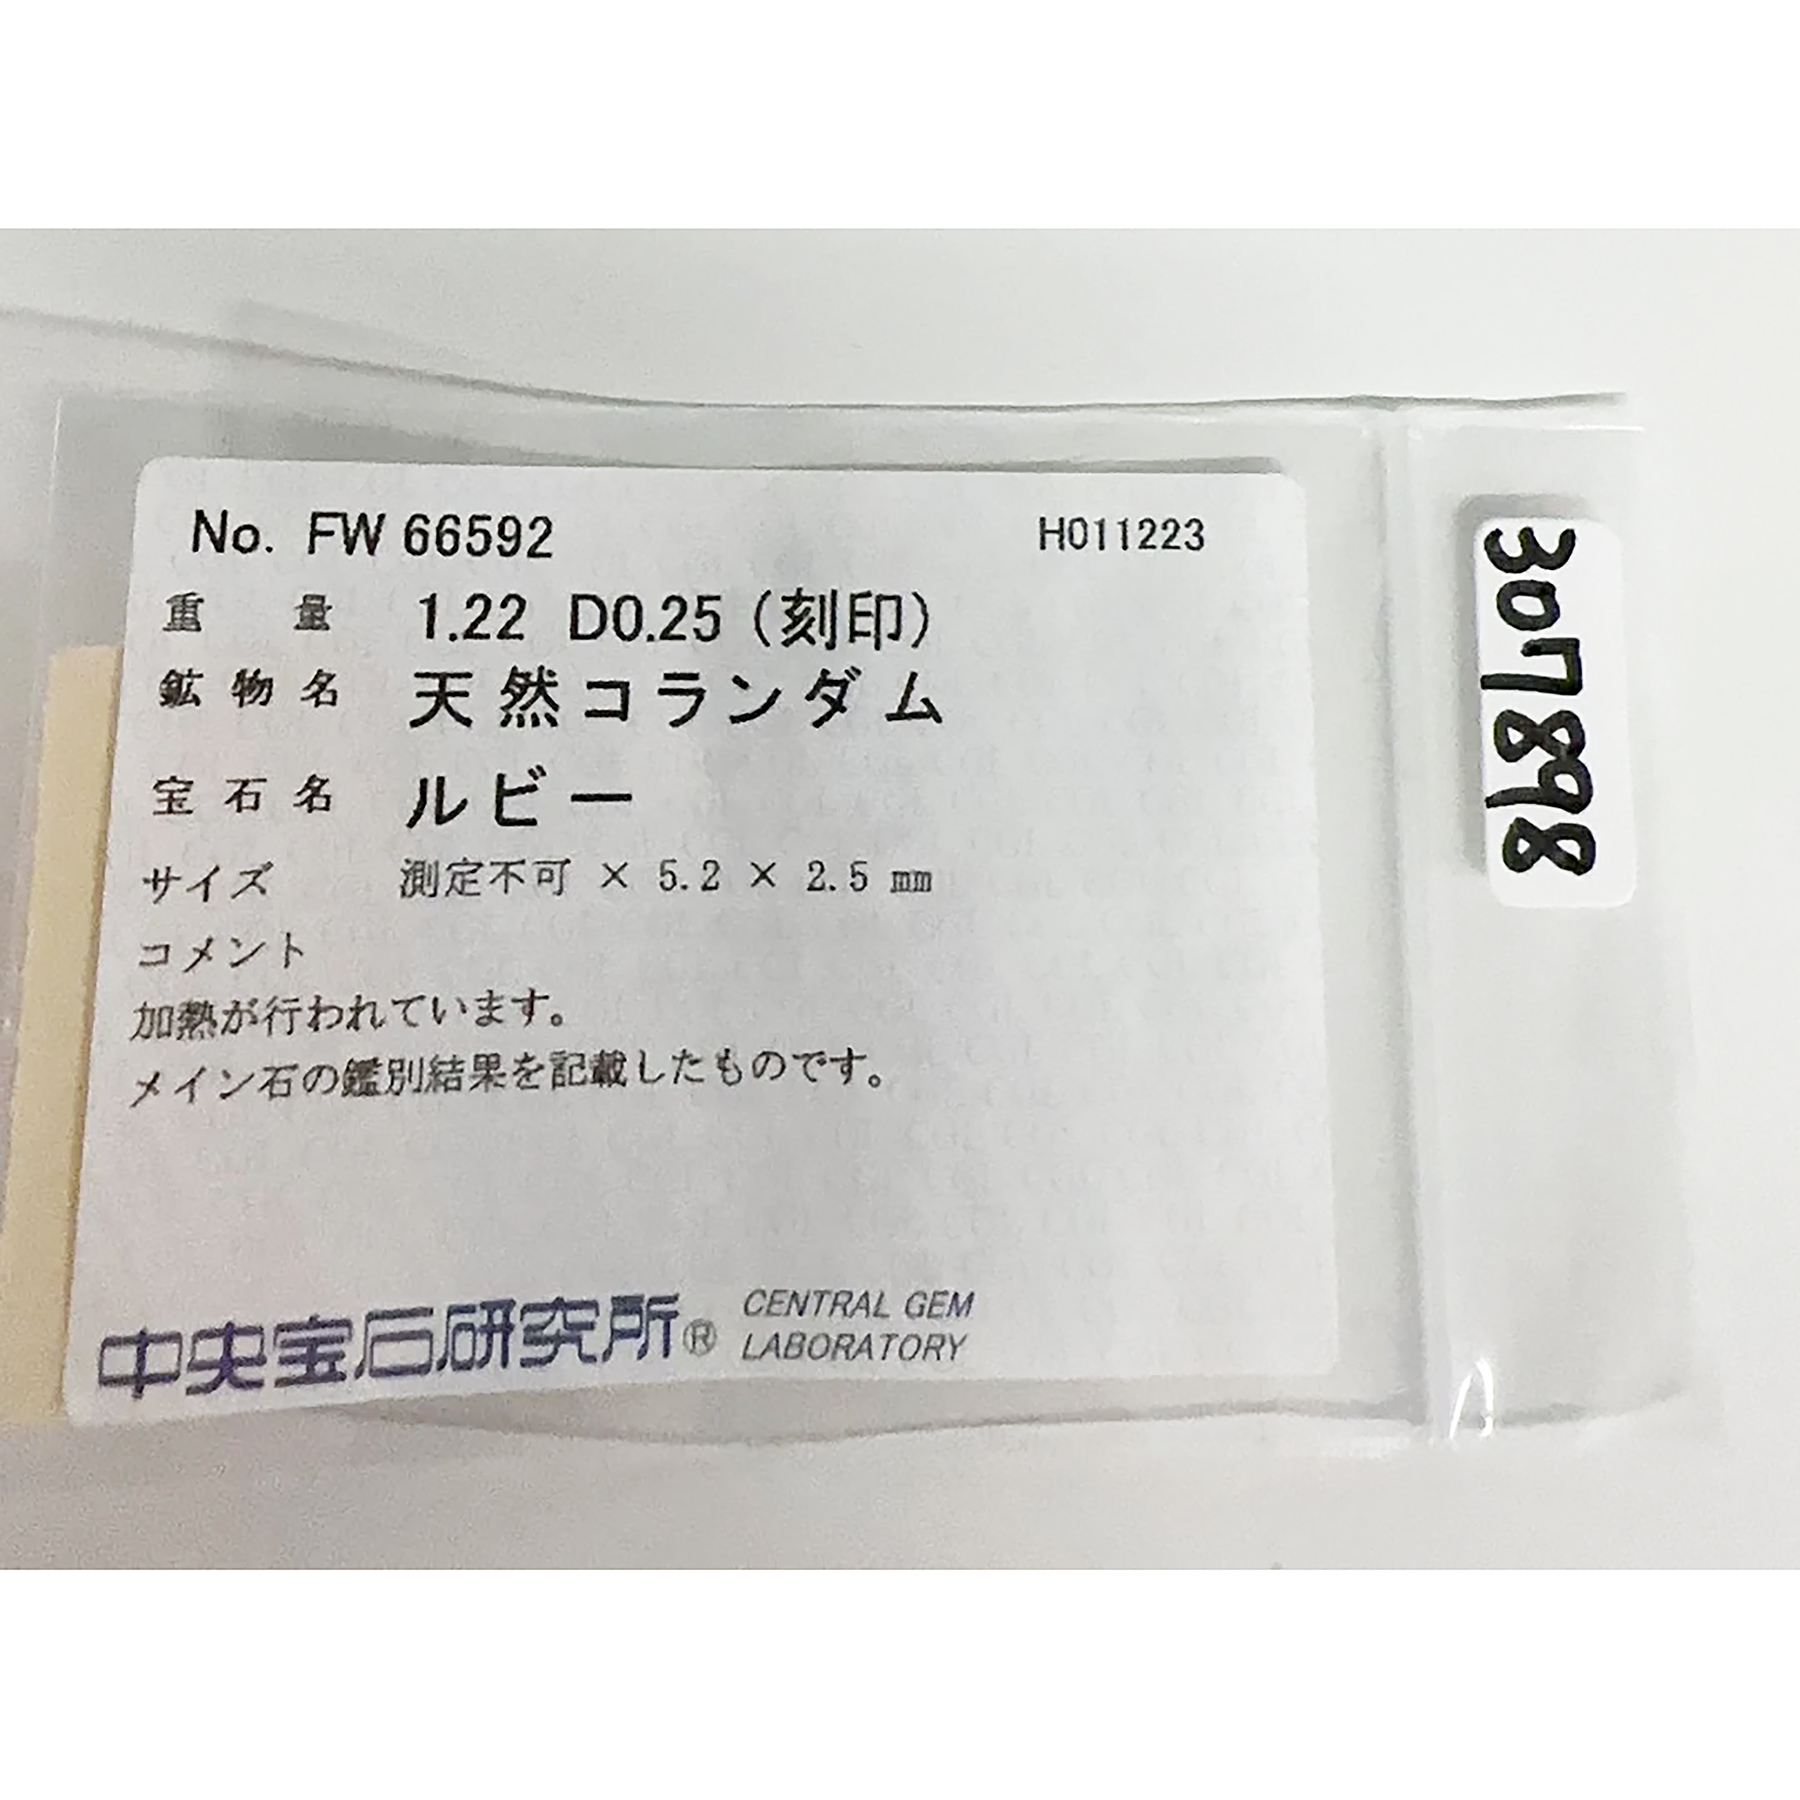 No. FW 66592 H011223
重量 1.22 D0.25 (刻印)
鉱物名 天然コランダム
宝石名 ルビー
サイズ 測定不可 × 5.2 × 2.5 mm
コメント
加熱が行われています。
メイン石の鑑別結果を記載したものです。
中央宝石研究所® CENTRAL GEM
LABORATORY
307898